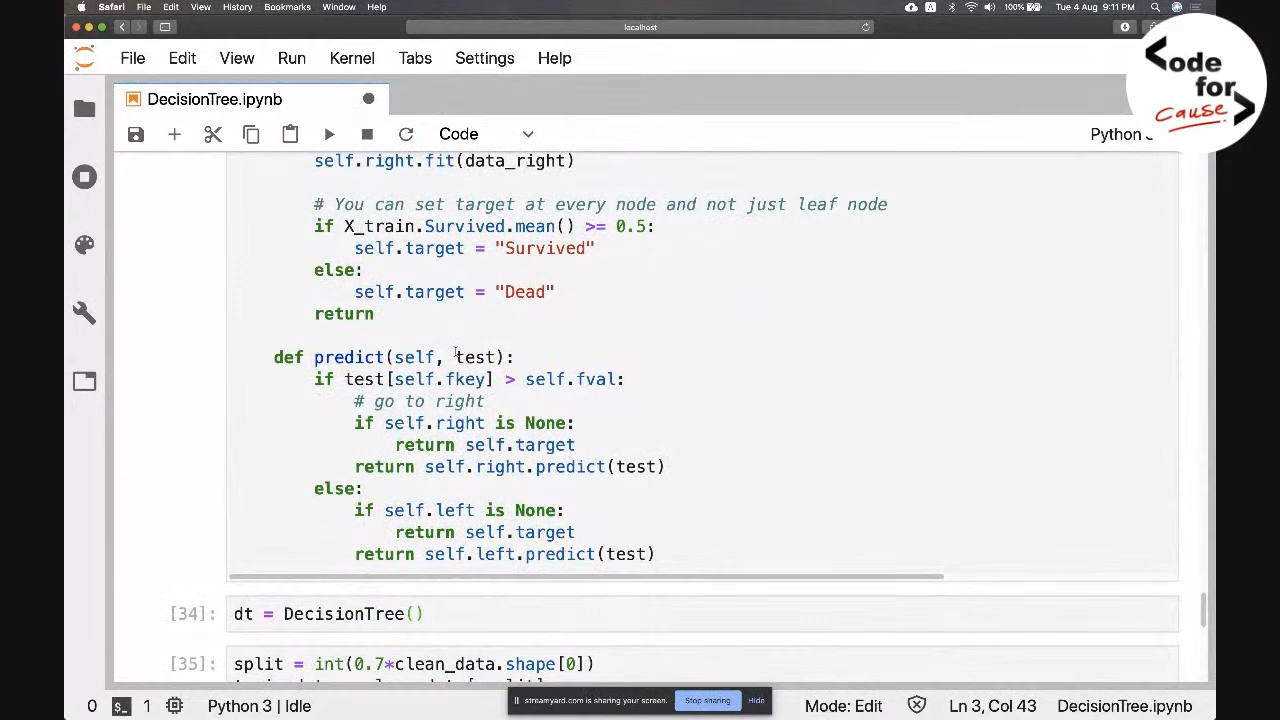 Safari File Edit View History Bookmarks Window Help A 100% Tue 4 Aug 9:11 PM
localhost
<ode
for
cause >
File Edit View Run Kernel Tabs Settings Help
DecisionTree.ipynb
Code Python
self.right.fit(data_right)
# You can set target at every node and not just leaf node
if X_train.Survived.mean() >= 0.5:
self.target = "Survived"
else:
self.target = "Dead"
return
def predict(self, test):
if test[self.fkey] > self.fval:
# go to right
if self.right is None:
return self.target
return self.right.predict(test)
else:
if self.left is None:
return self.target
return self.left.predict(test)
[34]: dt = DecisionTree()
[35]: split = int(0.7*clean_data.shape[0])
streamyard.com is sharing your screen. Stop sharing Hide
0 $_ 1 Python 3 | Idle Mode: Edit Ln 3, Col 43 DecisionTree.ipynb